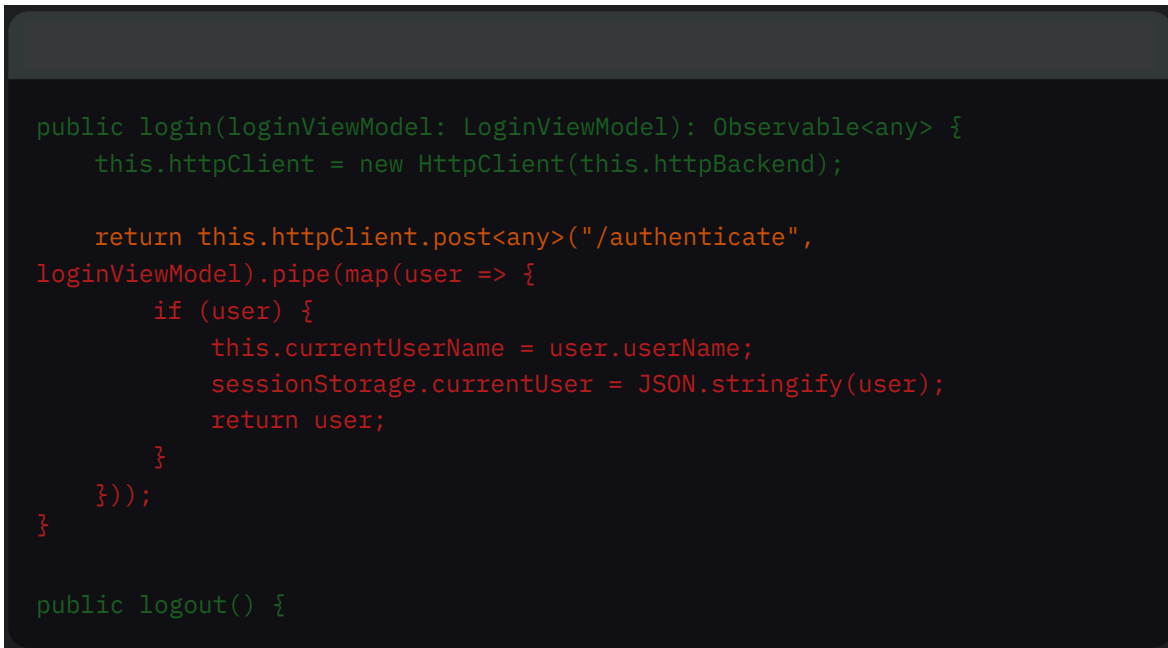 public login(loginViewModel: LoginViewModel): Observable<any> {
    this.httpClient = new HttpClient(this.httpBackend);
    return this.httpClient.post<any>("/authenticate",
loginViewModel).pipe(map(user => {
        if (user) {
            this.currentUserName = user.userName;
            sessionStorage.currentUser = JSON.stringify(user);
            return user;
        }
    }));
}
public logout() {